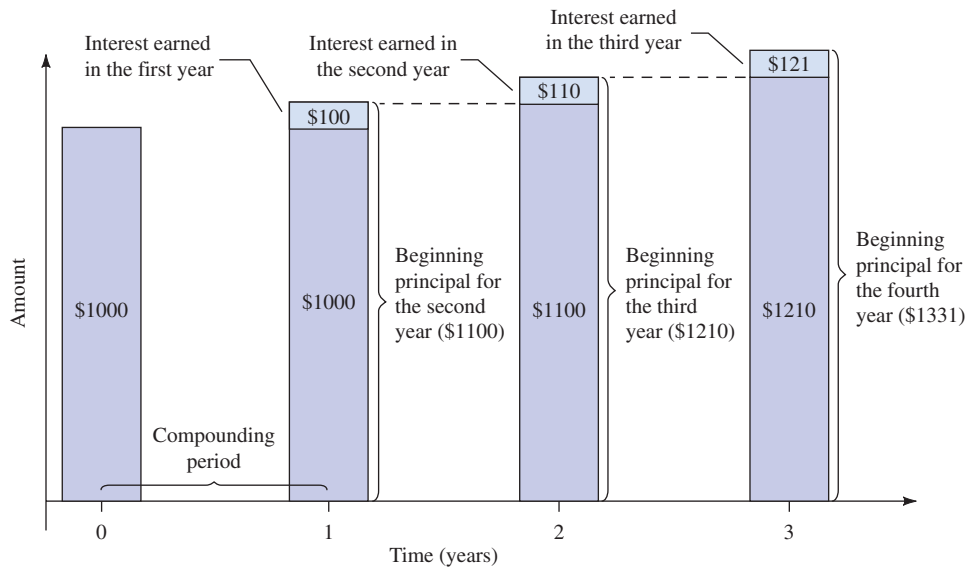 Interest earned
in the first year
Interest earned in
the second year
Interest earned
in the third year
$100
$110
$121
Amount
$1000
$1000
Beginning
principal for
the second
year ($1100)
$1100
Beginning
principal for
the third
year ($1210)
$1210
Beginning
principal for
the fourth
year ($1331)
Compounding
period
0
1
2
3
Time (years)